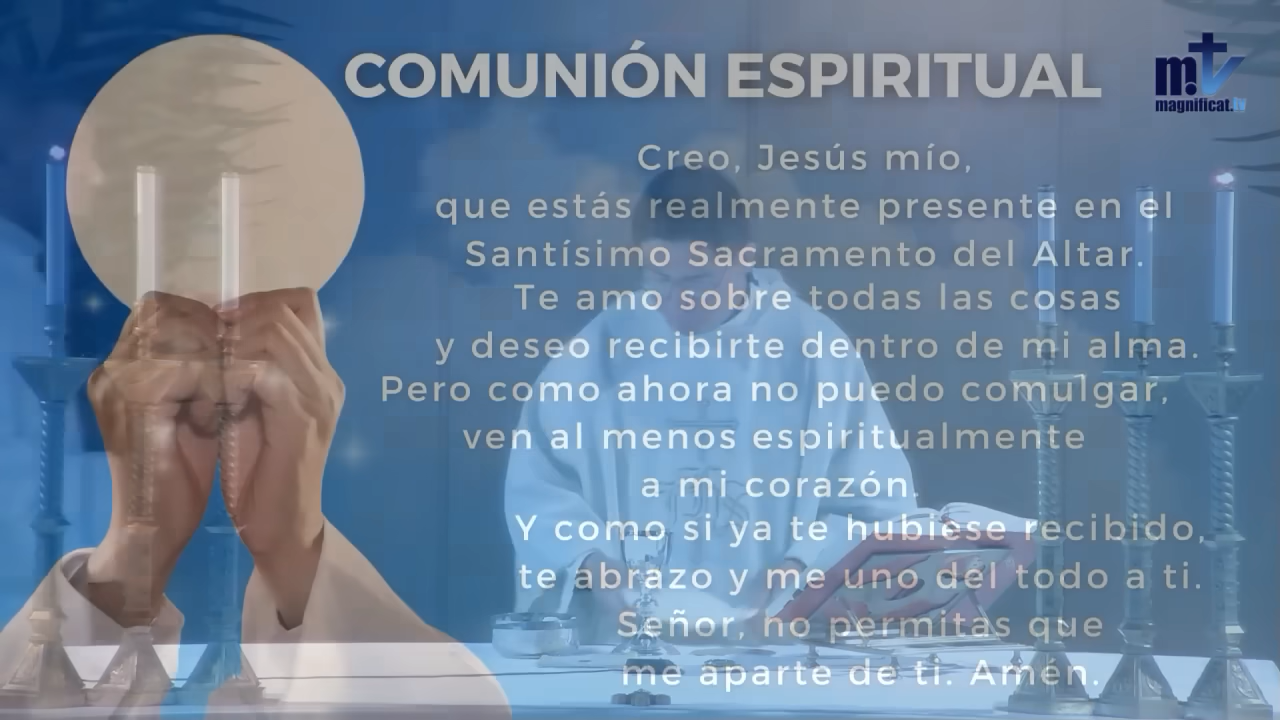 COMUNIÓN ESPIRITUAL
m.tv
magnificat.tv
Creo, Jesús mío,
que estás realmente presente en el
Santísimo Sacramento del Altar.
Te amo sobre todas las cosas
y deseo recibirte dentro de mi alma.
Pero como ahora no puedo comulgar,
ven al menos espiritualmente
a mi corazón.
Y como si ya te hubiese recibido,
te abrazo y me uno del todo a ti.
Señor, no permitas que
me aparte de ti. Amén.